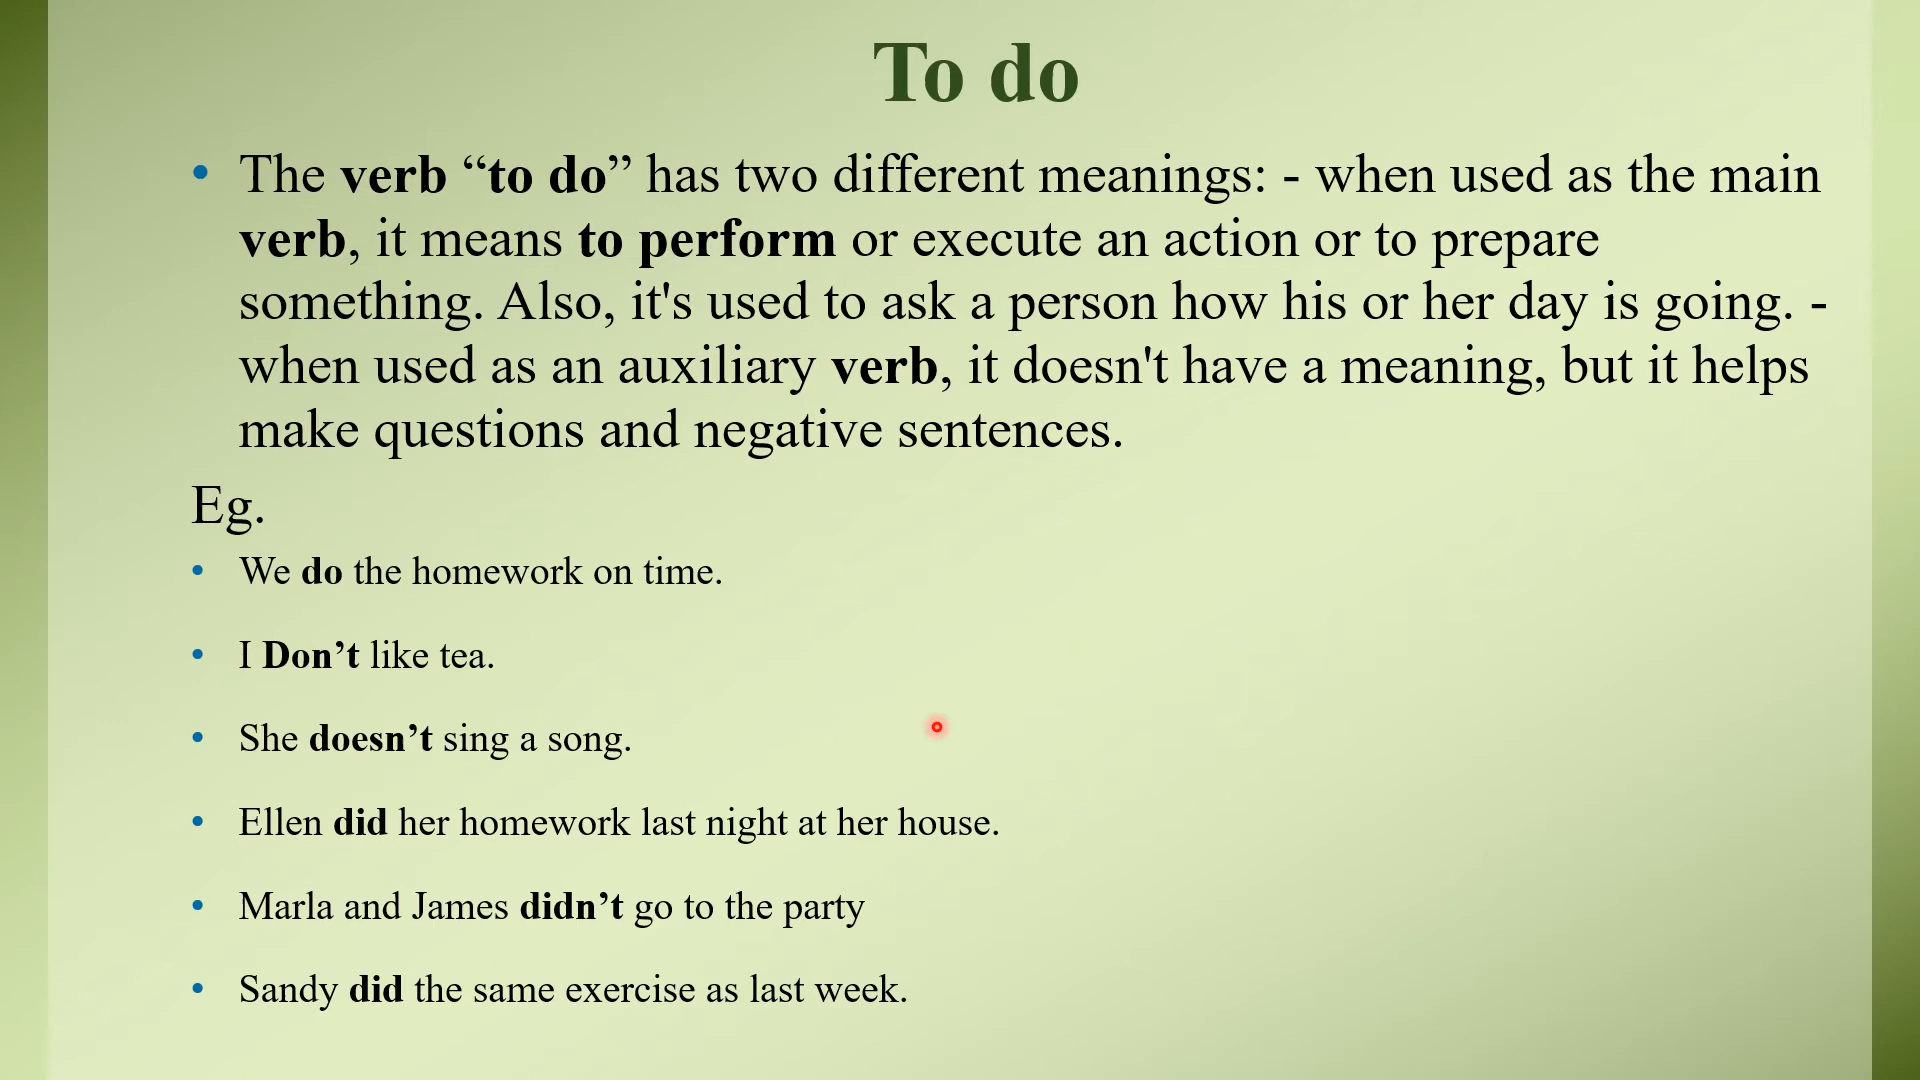 To do
• The verb “to do” has two different meanings: - when used as the main
verb, it means to perform or execute an action or to prepare
something. Also, it's used to ask a person how his or her day is going. -
when used as an auxiliary verb, it doesn't have a meaning, but it helps
make questions and negative sentences.
Eg.
• We do the homework on time.
• I Don’t like tea.
• She doesn’t sing a song.
• Ellen did her homework last night at her house.
• Marla and James didn’t go to the party
• Sandy did the same exercise as last week.